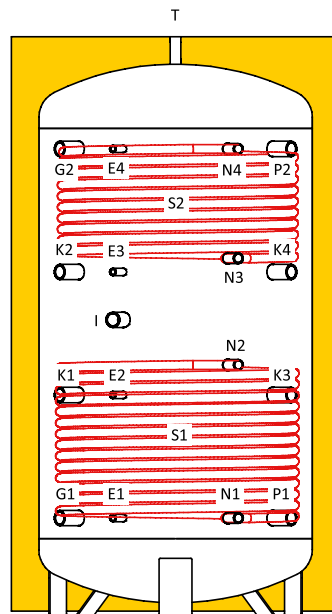 T
G2 E4 N4 P2
S2
K2 E3 K4
N3
I
N2
K1 E2 K3
S1
G1 E1 N1 P1